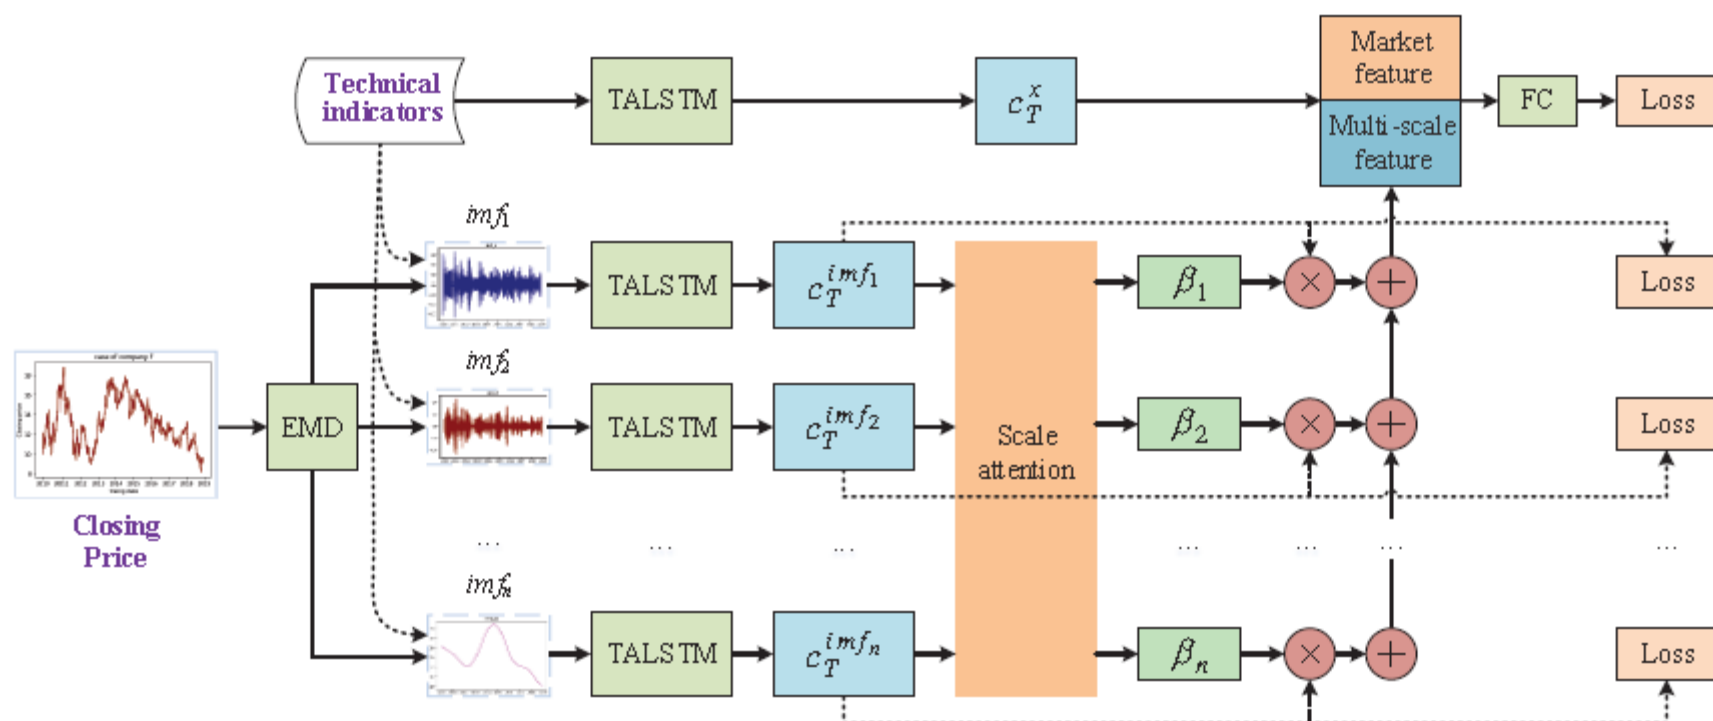 Technical
indicators
TALSTM
c_T^x
Market
feature
Multi-scale
feature
FC
Loss
imf₁
TALSTM
c_T^{imf₁}
β₁
×
+
Loss
imf₂
EMD
TALSTM
c_T^{imf₂}
Scale
attention
β₂
×
+
Loss
Closing
Price
... ... ... ... ... ... ...
imfₙ
TALSTM
c_T^{imfₙ}
βₙ
×
+
Loss